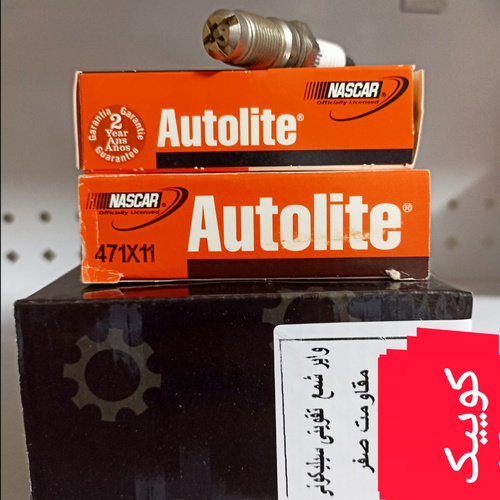 NASCAR®
Officially Licensed
Garantia Garantie
2
Year
Ans
Años
Guarantee
Autolite®
NASCAR®
Officially Licensed
471X11
Autolite®
وایر شمع تقویتی سیلیکونی
مقاومت صفر
کوییک